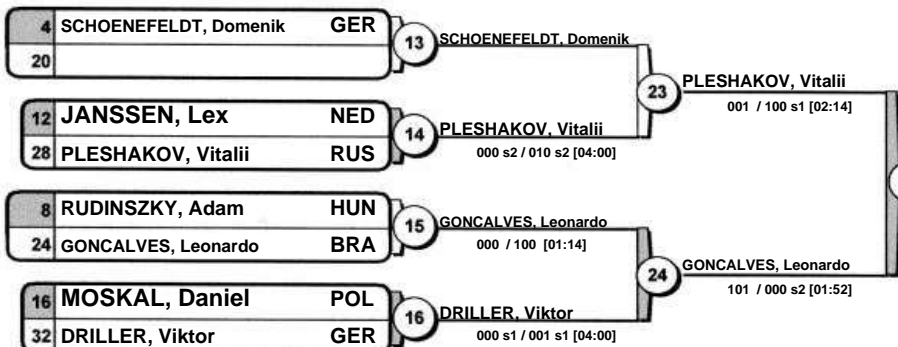 4 SCHOENEFELDT, Domenik GER
20
13
SCHOENEFELDT, Domenik
12 JANSSEN, Lex NED
28 PLESHAKOV, Vitalii RUS
14
PLESHAKOV, Vitalii
000 s2 / 010 s2 [04:00]
23
PLESHAKOV, Vitalii
001 / 100 s1 [02:14]
8 RUDINSZKY, Adam HUN
24 GONCALVES, Leonardo BRA
15
GONCALVES, Leonardo
000 / 100 [01:14]
16 MOSKAL, Daniel POL
32 DRILLER, Viktor GER
16
DRILLER, Viktor
000 s1 / 001 s1 [04:00]
24
GONCALVES, Leonardo
101 / 000 s2 [01:52]